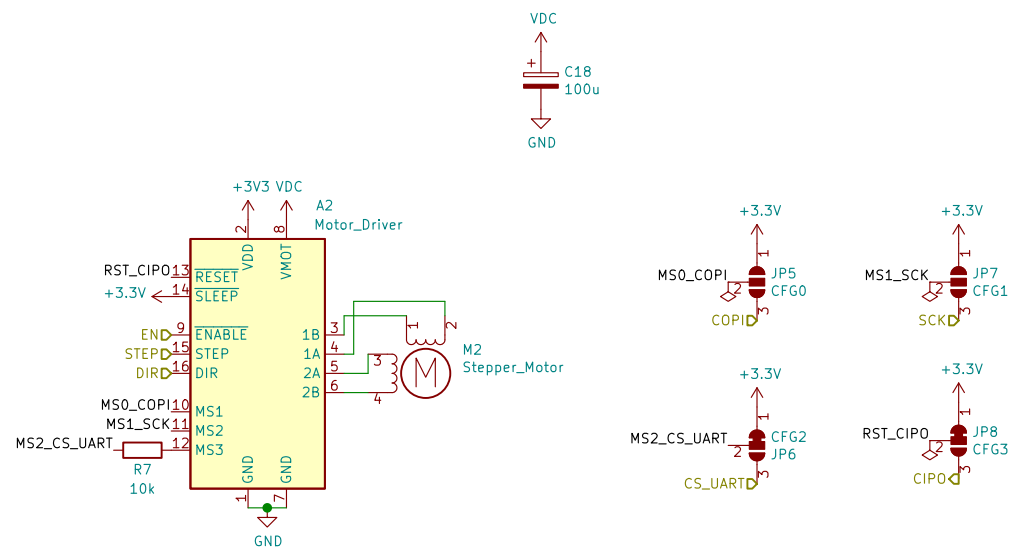 VDC
+
C18
100u
GND
+3V3 VDC
A2
Motor_Driver
2
8
VDD
VMOT
RST_CIPO 13 RESET
+3.3V 14 SLEEP
EN 9 ENABLE
STEP 15 STEP
DIR 16 DIR
MS0_COPI 10 MS1
MS1_SCK 11 MS2
MS2_CS_UART 12 MS3
R7
10k
1B 3
1A 4
2A 5
2B 6
1
2
3
4
M
M2
Stepper_Motor
GND
GND
1
7
GND
+3.3V
1
MS0_COPI
2
JP5
CFG0
3
COPI
+3.3V
1
MS1_SCK
2
JP7
CFG1
3
SCK
+3.3V
1
MS2_CS_UART
2
CFG2
JP6
3
CS_UART
+3.3V
1
RST_CIPO
2
JP8
CFG3
3
CIPO